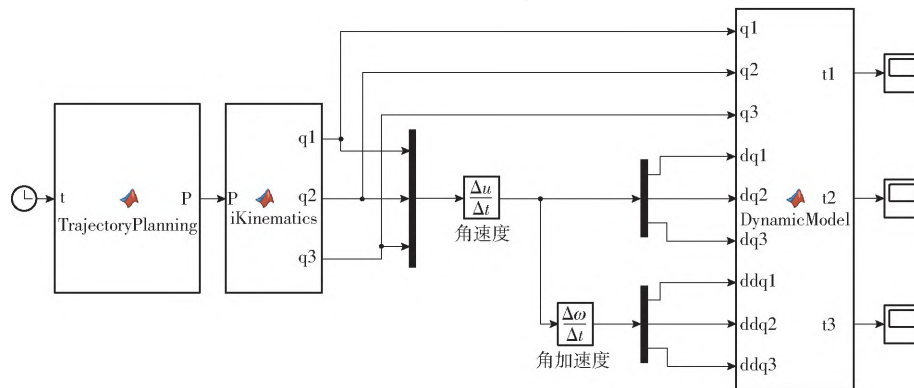 t
P
TrajectoryPlanning
P
iKinematics
q1
q2
q3
Δu
Δt
角速度
Δω
Δt
角加速度
q1
q2
q3
dq1
dq2
dq3
ddq1
ddq2
ddq3
DynamicModel
t1
t2
t3